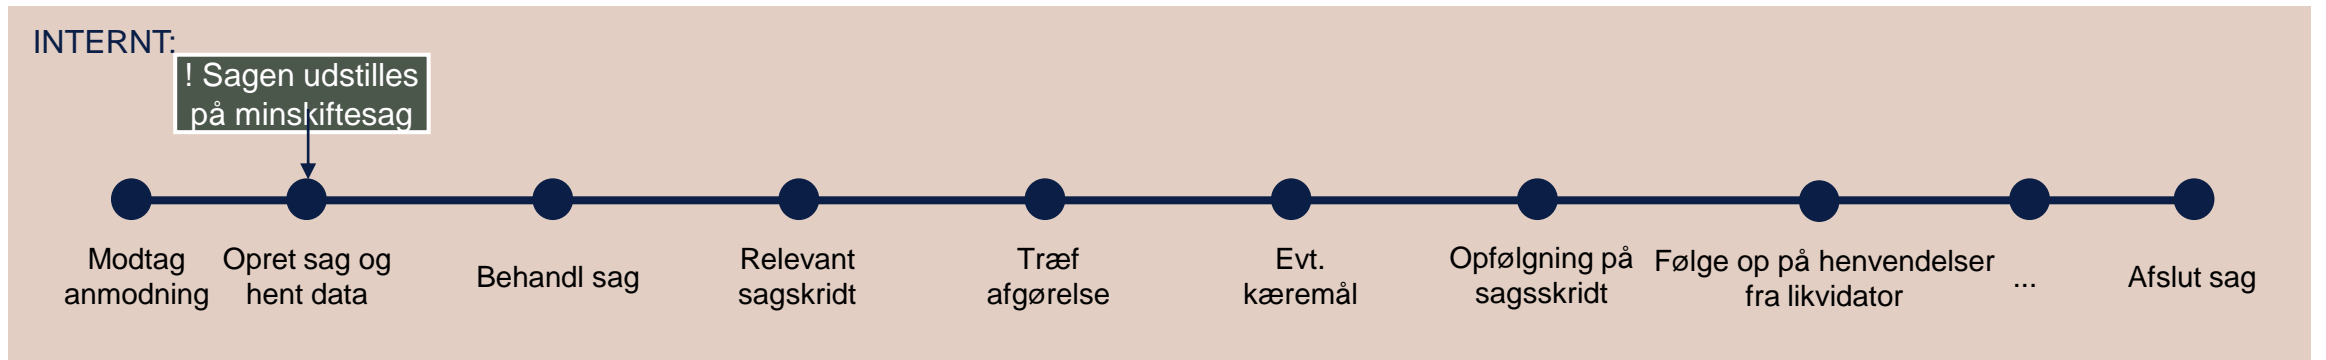 INTERNT:
! Sagen udstilles
på minskiftesag
Modtag
anmodning
Opret sag og
hent data
Behandl sag
Relevant
sagskridt
Træf
afgørelse
Evt.
kæremål
Opfølgning på
sagsskridt
Følge op på henvendelser
fra likvidator
...
Afslut sag